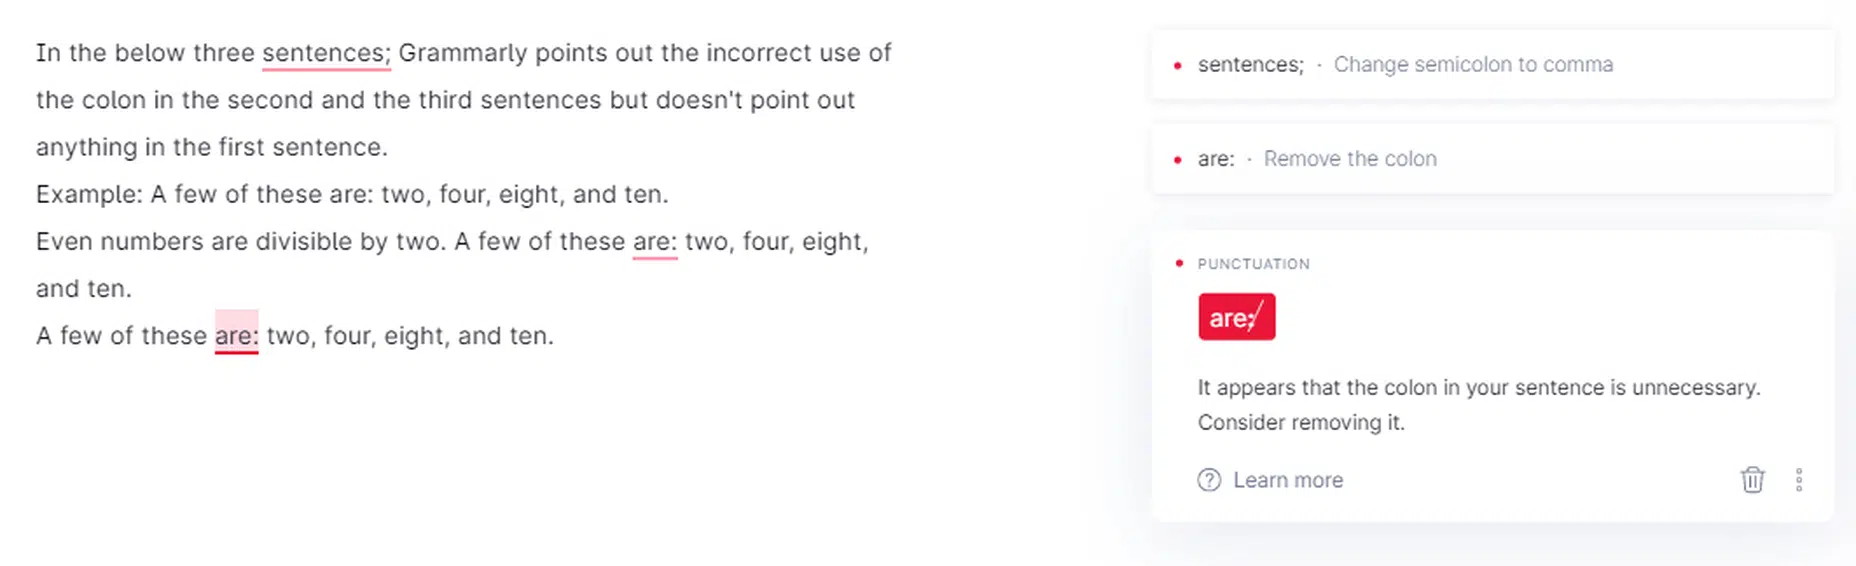 In the below three sentences; Grammarly points out the incorrect use of
the colon in the second and the third sentences but doesn't point out
anything in the first sentence.
Example: A few of these are: two, four, eight, and ten.
Even numbers are divisible by two. A few of these are: two, four, eight,
and ten.
A few of these are: two, four, eight, and ten.
sentences; · Change semicolon to comma
are: · Remove the colon
PUNCTUATION
are:
It appears that the colon in your sentence is unnecessary.
Consider removing it.
Learn more